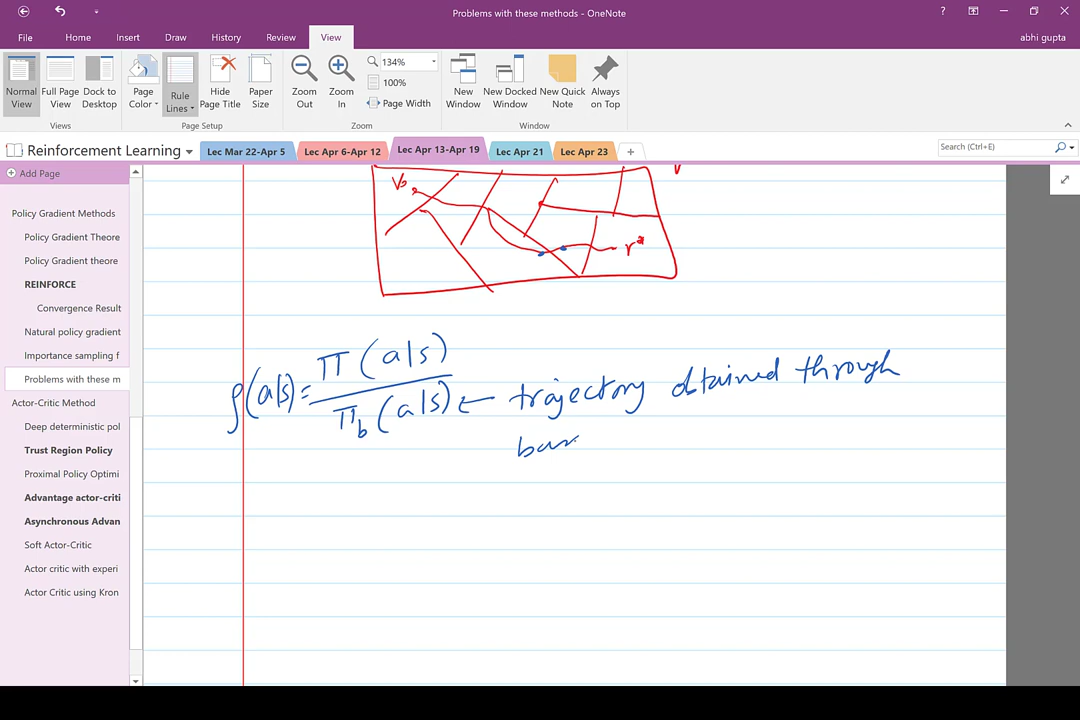 Problems with these methods - OneNote
File Home Insert Draw History Review View abhi gupta
Normal View
Full Page View
Dock to Desktop
Views
Page Color
Rule Lines
Hide Page Title
Paper Size
Page Setup
Zoom Out
Zoom In
134%
100%
Page Width
Zoom
New Window
New Docked Window
New Quick Note
Always on Top
Window
Reinforcement Learning
Lec Mar 22-Apr 5
Lec Apr 6-Apr 12
Lec Apr 13-Apr 19
Lec Apr 21
Lec Apr 23
Search (Ctrl+E)
Add Page
Policy Gradient Methods
Policy Gradient Theore
Policy Gradient theore
REINFORCE
Convergence Result
Natural policy gradient
Importance sampling f
Problems with these m
Actor-Critic Method
Deep deterministic pol
Trust Region Policy
Proximal Policy Optimi
Advantage actor-criti
Asynchronous Advan
Soft Actor-Critic
Actor critic with experi
Actor Critic using Kron
V₀
r*
ρ(a|s) = π(a|s) / π_b(a|s) ← trajectory obtained through